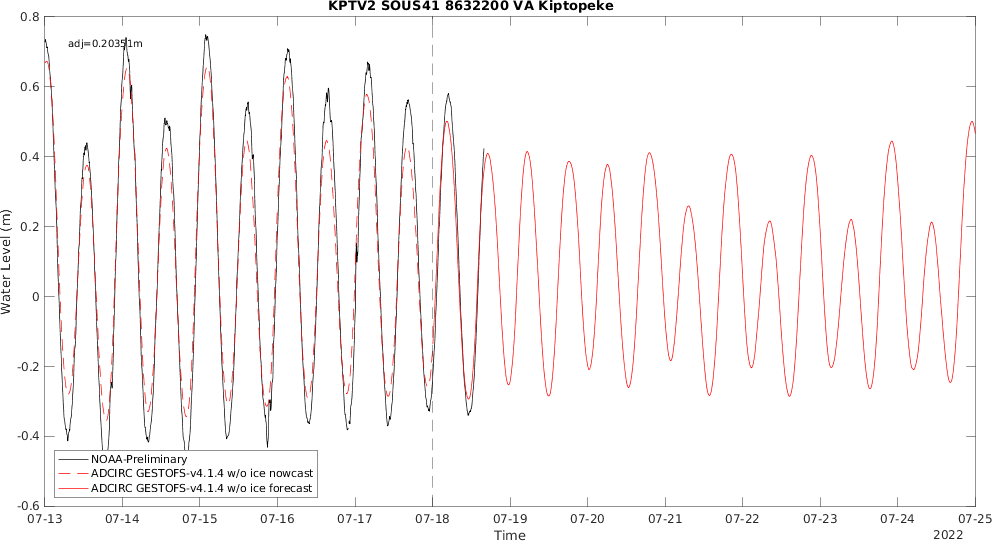 KPTV2 SOUS41 8632200 VA Kiptopeke
0.8
adj=0.20351m
0.6
0.4
0.2
0
-0.2
-0.4
-0.6
Water Level (m)
NOAA-Preliminary
ADCIRC GESTOFS-v4.1.4 w/o ice nowcast
ADCIRC GESTOFS-v4.1.4 w/o ice forecast
07-13 07-14 07-15 07-16 07-17 07-18 07-19 07-20 07-21 07-22 07-23 07-24 07-25
Time
2022